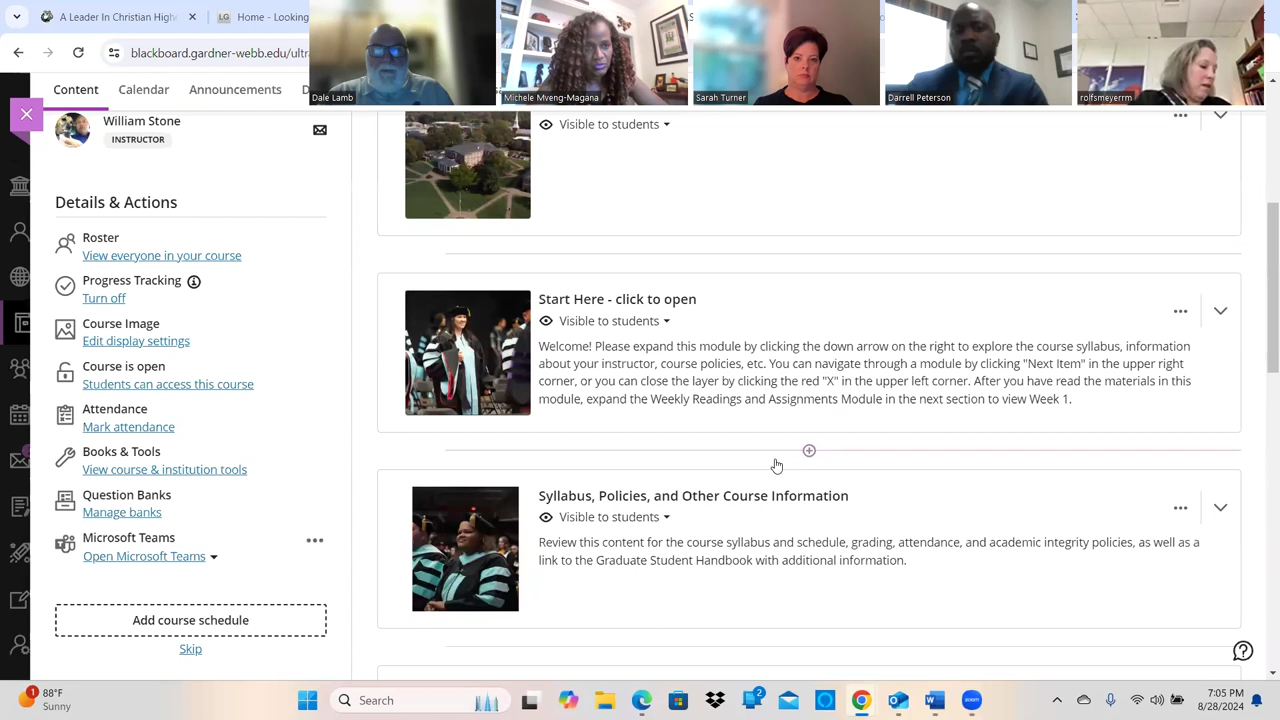 A Leader In Christian High
Home - Looking
blackboard.gardner-webb.edu/ultra
Dale Lamb
Michele Mveng-Magana
Sarah Turner
Darrell Peterson
rolfsmeyerrm
Content
Calendar
Announcements
D
William Stone
INSTRUCTOR
Details & Actions
Roster
View everyone in your course
Progress Tracking
Turn off
Course Image
Edit display settings
Course is open
Students can access this course
Attendance
Mark attendance
Books & Tools
View course & institution tools
Question Banks
Manage banks
Microsoft Teams
Open Microsoft Teams
Add course schedule
Skip
Visible to students
Start Here - click to open
Visible to students
Welcome! Please expand this module by clicking the down arrow on the right to explore the course syllabus, information
about your instructor, course policies, etc. You can navigate through a module by clicking "Next Item" in the upper right
corner, or you can close the layer by clicking the red "X" in the upper left corner. After you have read the materials in this
module, expand the Weekly Readings and Assignments Module in the next section to view Week 1.
Syllabus, Policies, and Other Course Information
Visible to students
Review this content for the course syllabus and schedule, grading, attendance, and academic integrity policies, as well as a
link to the Graduate Student Handbook with additional information.
1
88°F
Sunny
Search
2
7:05 PM
8/28/2024